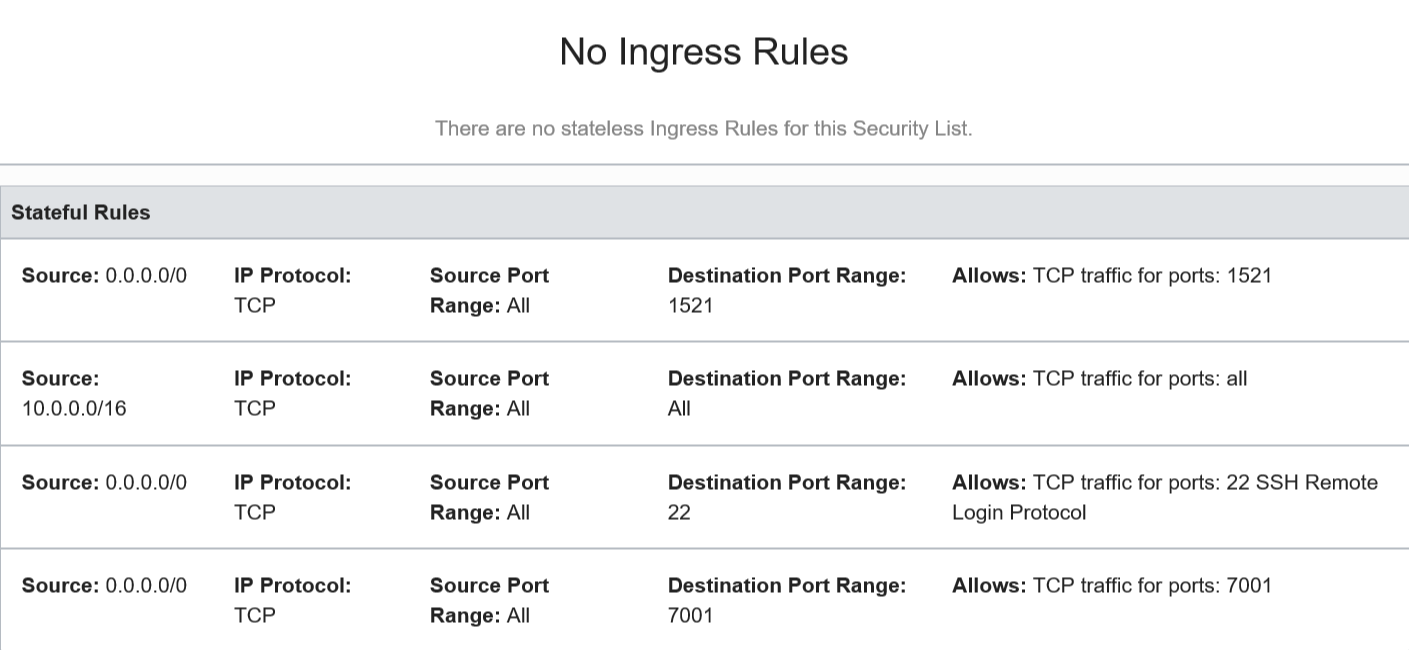 No Ingress Rules
There are no stateless Ingress Rules for this Security List.
Stateful Rules
Source: 0.0.0.0/0 IP Protocol: Source Port Destination Port Range: Allows: TCP traffic for ports: 1521
TCP Range: All 1521
Source: IP Protocol: Source Port Destination Port Range: Allows: TCP traffic for ports: all
10.0.0.0/16 TCP Range: All All
Source: 0.0.0.0/0 IP Protocol: Source Port Destination Port Range: Allows: TCP traffic for ports: 22 SSH Remote
TCP Range: All 22 Login Protocol
Source: 0.0.0.0/0 IP Protocol: Source Port Destination Port Range: Allows: TCP traffic for ports: 7001
TCP Range: All 7001